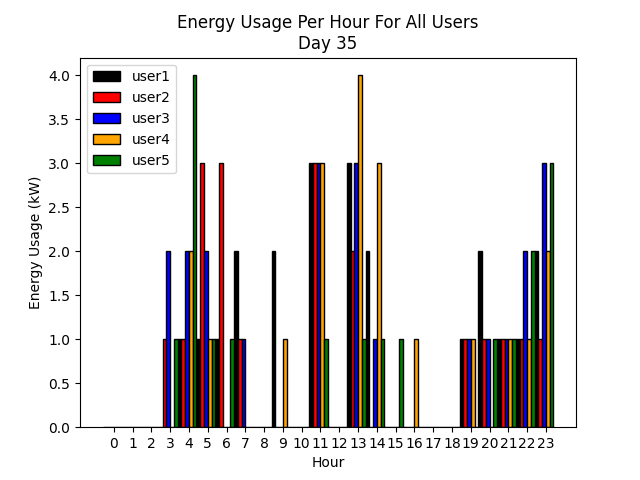 Energy Usage Per Hour For All Users
Day 35
user1
user2
user3
user4
user5
4.0
3.5
3.0
2.5
2.0
1.5
1.0
0.5
0.0
Energy Usage (kW)
0 1 2 3 4 5 6 7 8 9 10 11 12 13 14 15 16 17 18 19 20 21 22 23
Hour